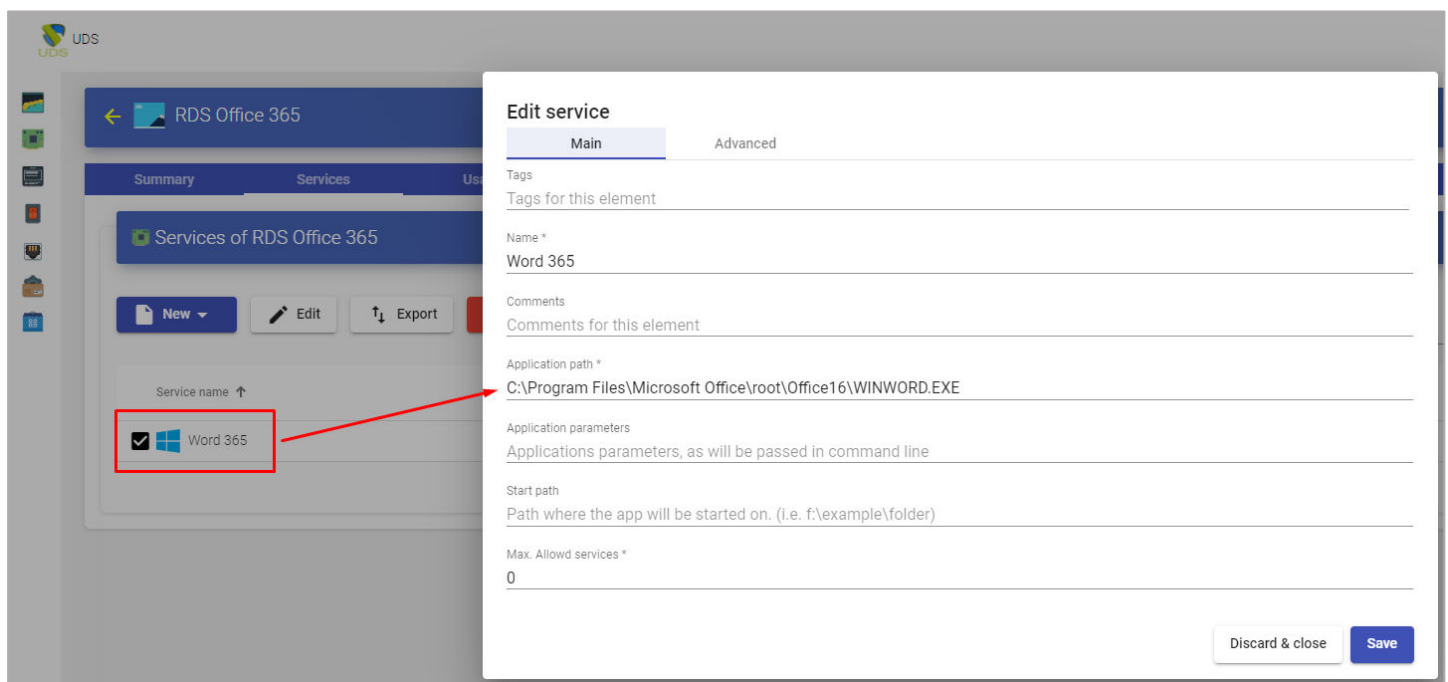 UDS
UDS
RDS Office 365
Summary
Services
Usa
Services of RDS Office 365
New
Edit
Export
Service name
Word 365
Edit service
Main
Advanced
Tags
Tags for this element
Name *
Word 365
Comments
Comments for this element
Application path *
C:\Program Files\Microsoft Office\root\Office16\WINWORD.EXE
Application parameters
Applications parameters, as will be passed in command line
Start path
Path where the app will be started on. (i.e. f:\example\folder)
Max. Allowd services *
0
Discard & close
Save